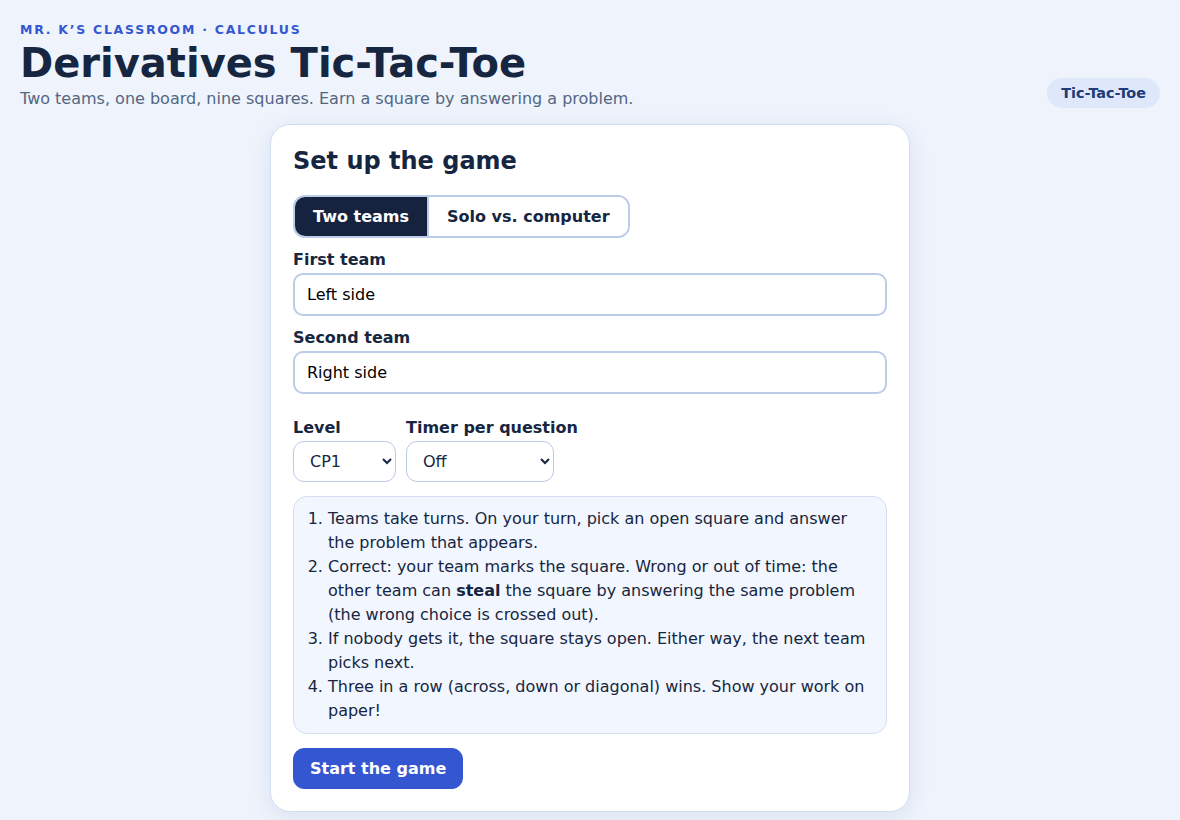 MR. K’S CLASSROOM · CALCULUS
Derivatives Tic-Tac-Toe
Two teams, one board, nine squares. Earn a square by answering a problem.
Tic-Tac-Toe
Set up the game
Two teams
Solo vs. computer
First team
Left side
Second team
Right side
Level
Timer per question
CP1
Off
1. Teams take turns. On your turn, pick an open square and answer
the problem that appears.
2. Correct: your team marks the square. Wrong or out of time: the
other team can steal the square by answering the same problem
(the wrong choice is crossed out).
3. If nobody gets it, the square stays open. Either way, the next team
picks next.
4. Three in a row (across, down or diagonal) wins. Show your work on
paper!
Start the game